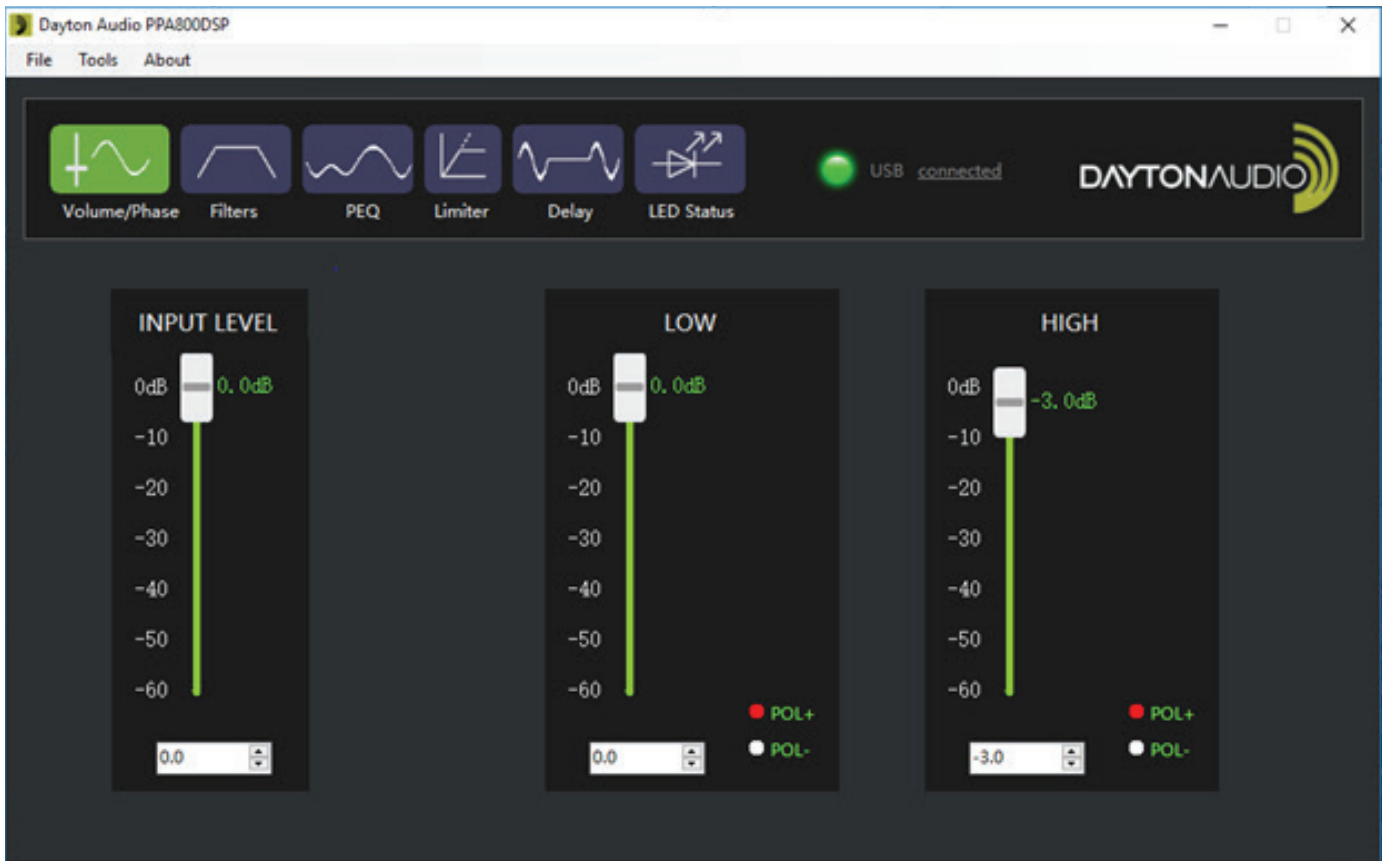 Dayton Audio PPA800DSP
File Tools About
Volume/Phase Filters PEQ Limiter Delay LED Status
USB connected
DAYTONAUDIO
INPUT LEVEL
0dB 0.0dB
-10
-20
-30
-40
-50
-60
0.0
LOW
0dB 0.0dB
-10
-20
-30
-40
-50
-60
POL+
POL-
0.0
HIGH
0dB -3.0dB
-10
-20
-30
-40
-50
-60
POL+
POL-
-3.0